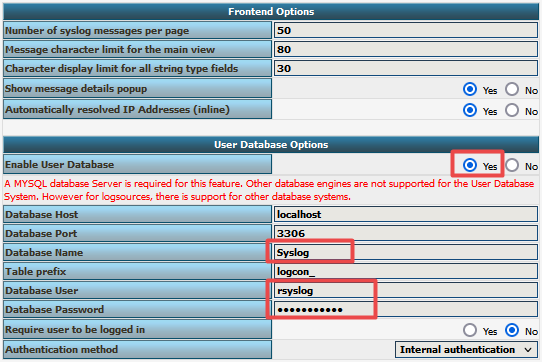 Frontend Options
Number of syslog messages per page 50
Message character limit for the main view 80
Character display limit for all string type fields 30
Show message details popup Yes No
Automatically resolved IP Addresses (inline) Yes No
User Database Options
Enable User Database Yes No
A MYSQL database Server is required for this feature. Other database engines are not supported for the User Database
System. However for logsources, there is support for other database systems.
Database Host localhost
Database Port 3306
Database Name Syslog
Table prefix logcon_
Database User rsyslog
Database Password •••••••••••
Require user to be logged in Yes No
Authentication method Internal authentication